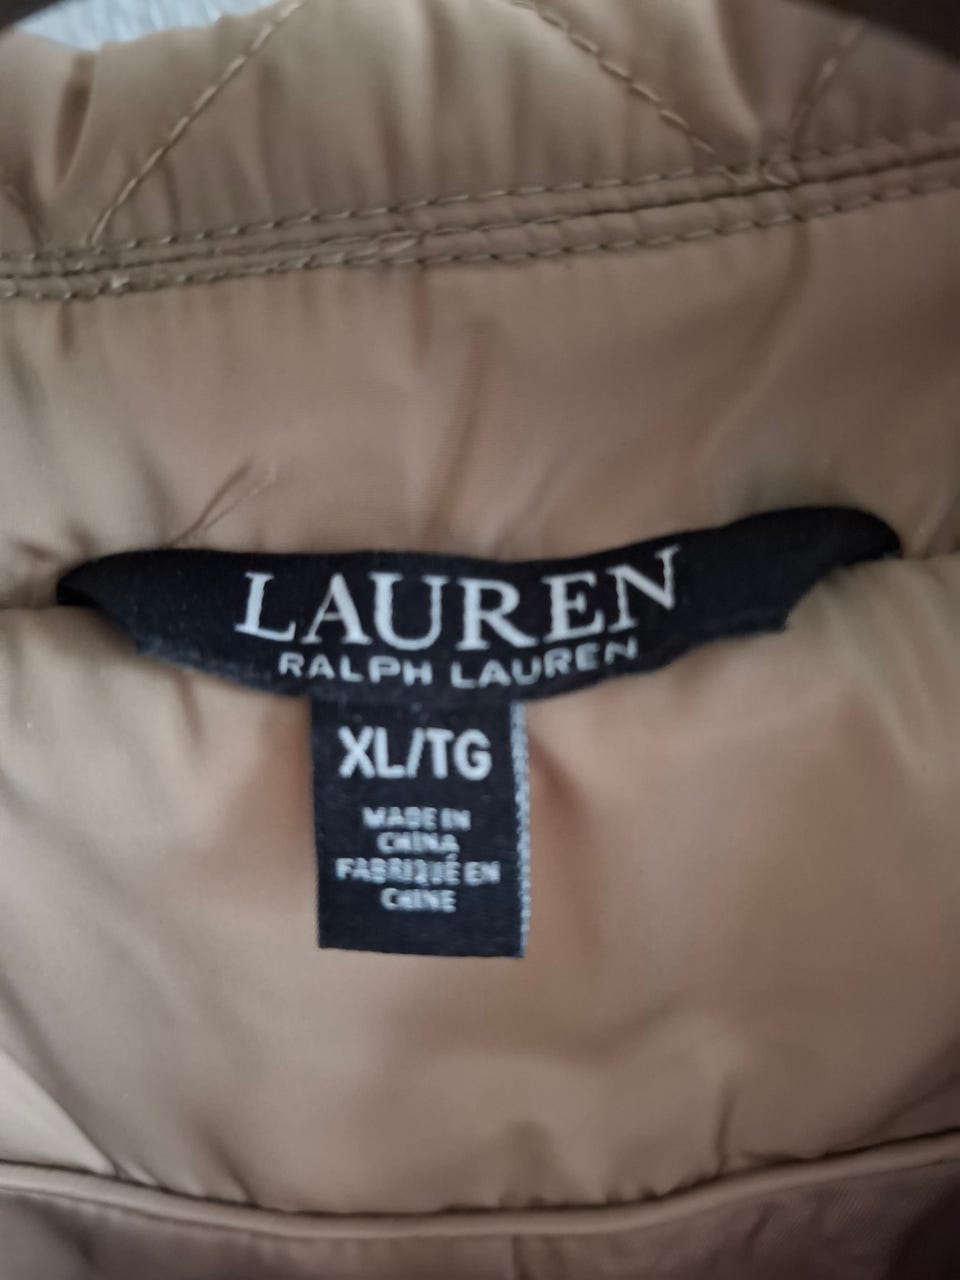 LAUREN
RALPH LAUREN
XL/TG
MADE IN
CHINA
FABRIQUÉ EN
CHINE